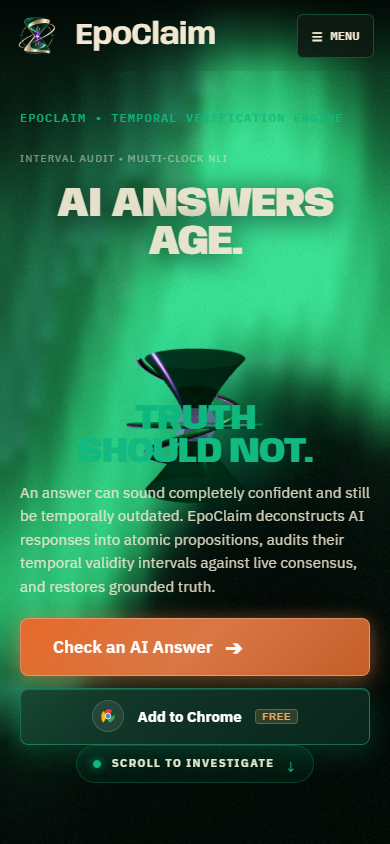 EpoClaim
☰ MENU
EPOCLAIM • TEMPORAL VERIFICATION ENGINE
INTERVAL AUDIT • MULTI-CLOCK NLI
AI ANSWERS
AGE.
TRUTH
SHOULD NOT.
An answer can sound completely confident and still
be temporally outdated. EpoClaim deconstructs AI
responses into atomic propositions, audits their
temporal validity intervals against live consensus,
and restores grounded truth.
Check an AI Answer ➔
Add to Chrome FREE
SCROLL TO INVESTIGATE ↓